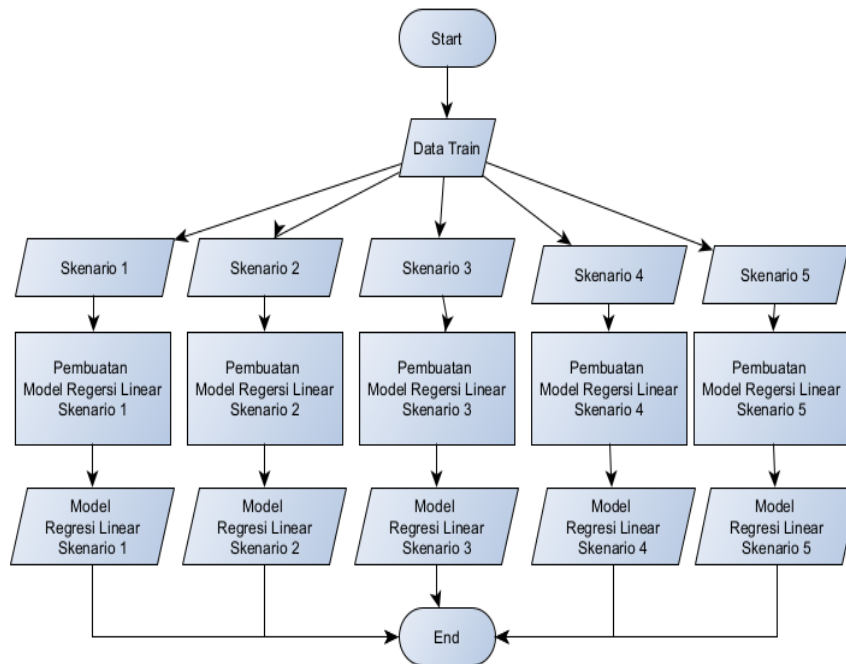 Start
Data Train
Skenario 1
Skenario 2
Skenario 3
Skenario 4
Skenario 5
Pembuatan
Model Regersi Linear
Skenario 1
Pembuatan
Model Regersi Linear
Skenario 2
Pembuatan
Model Regersi Linear
Skenario 3
Pembuatan
Model Regersi Linear
Skenario 4
Pembuatan
Model Regersi Linear
Skenario 5
Model
Regresi Linear
Skenario 1
Model
Regresi Linear
Skenario 2
Model
Regresi Linear
Skenario 3
Model
Regresi Linear
Skenario 4
Model
Regresi Linear
Skenario 5
End